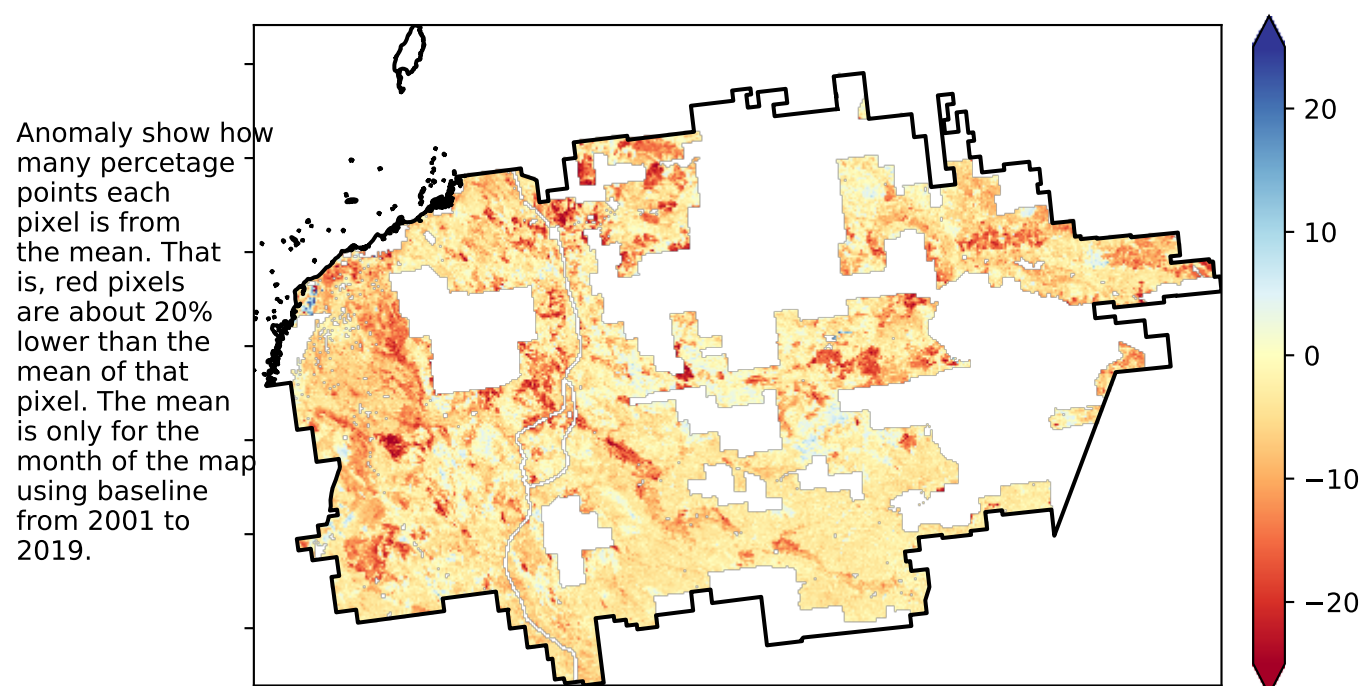 Anomaly show how
many percetage
points each
pixel is from
the mean. That
is, red pixels
are about 20%
lower than the
mean of that
pixel. The mean
is only for the
month of the map
using baseline
from 2001 to
2019.
20
10
0
−10
−20